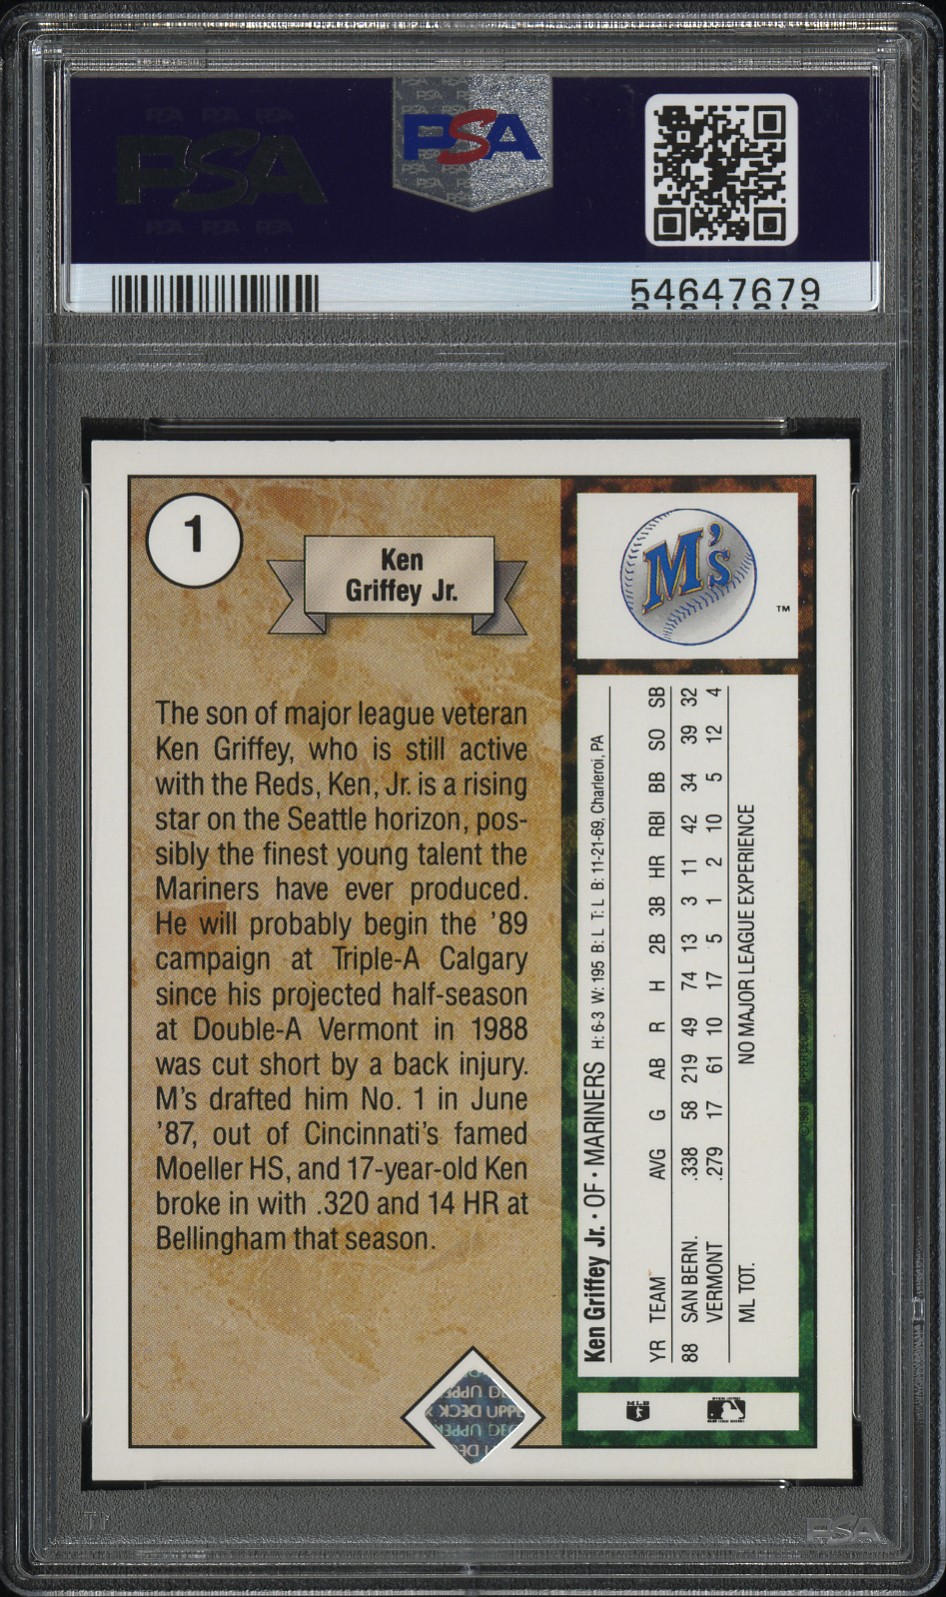 PSA
PSA
54647679
1
Ken
Griffey Jr.
The son of major league veteran
Ken Griffey, who is still active
with the Reds, Ken, Jr. is a rising
star on the Seattle horizon, pos-
sibly the finest young talent the
Mariners have ever produced.
He will probably begin the '89
campaign at Triple-A Calgary
since his projected half-season
at Double-A Vermont in 1988
was cut short by a back injury.
M's drafted him No. 1 in June
'87, out of Cincinnati's famed
Moeller HS, and 17-year-old Ken
broke in with .320 and 14 HR at
Bellingham that season.
M's
TM
Ken Griffey Jr. • OF • MARINERS H: 6-3 W: 195 B: L T: L B: 11-21-69, Charleroi, PA
YR TEAM AVG G AB R H 2B 3B HR RBI BB SO SB
88 SAN BERN. .338 58 219 49 74 13 3 11 42 34 39 32
VERMONT .279 17 61 10 17 5 1 2 10 5 12 4
ML TOT. NO MAJOR LEAGUE EXPERIENCE
UPPER DECK
PSA